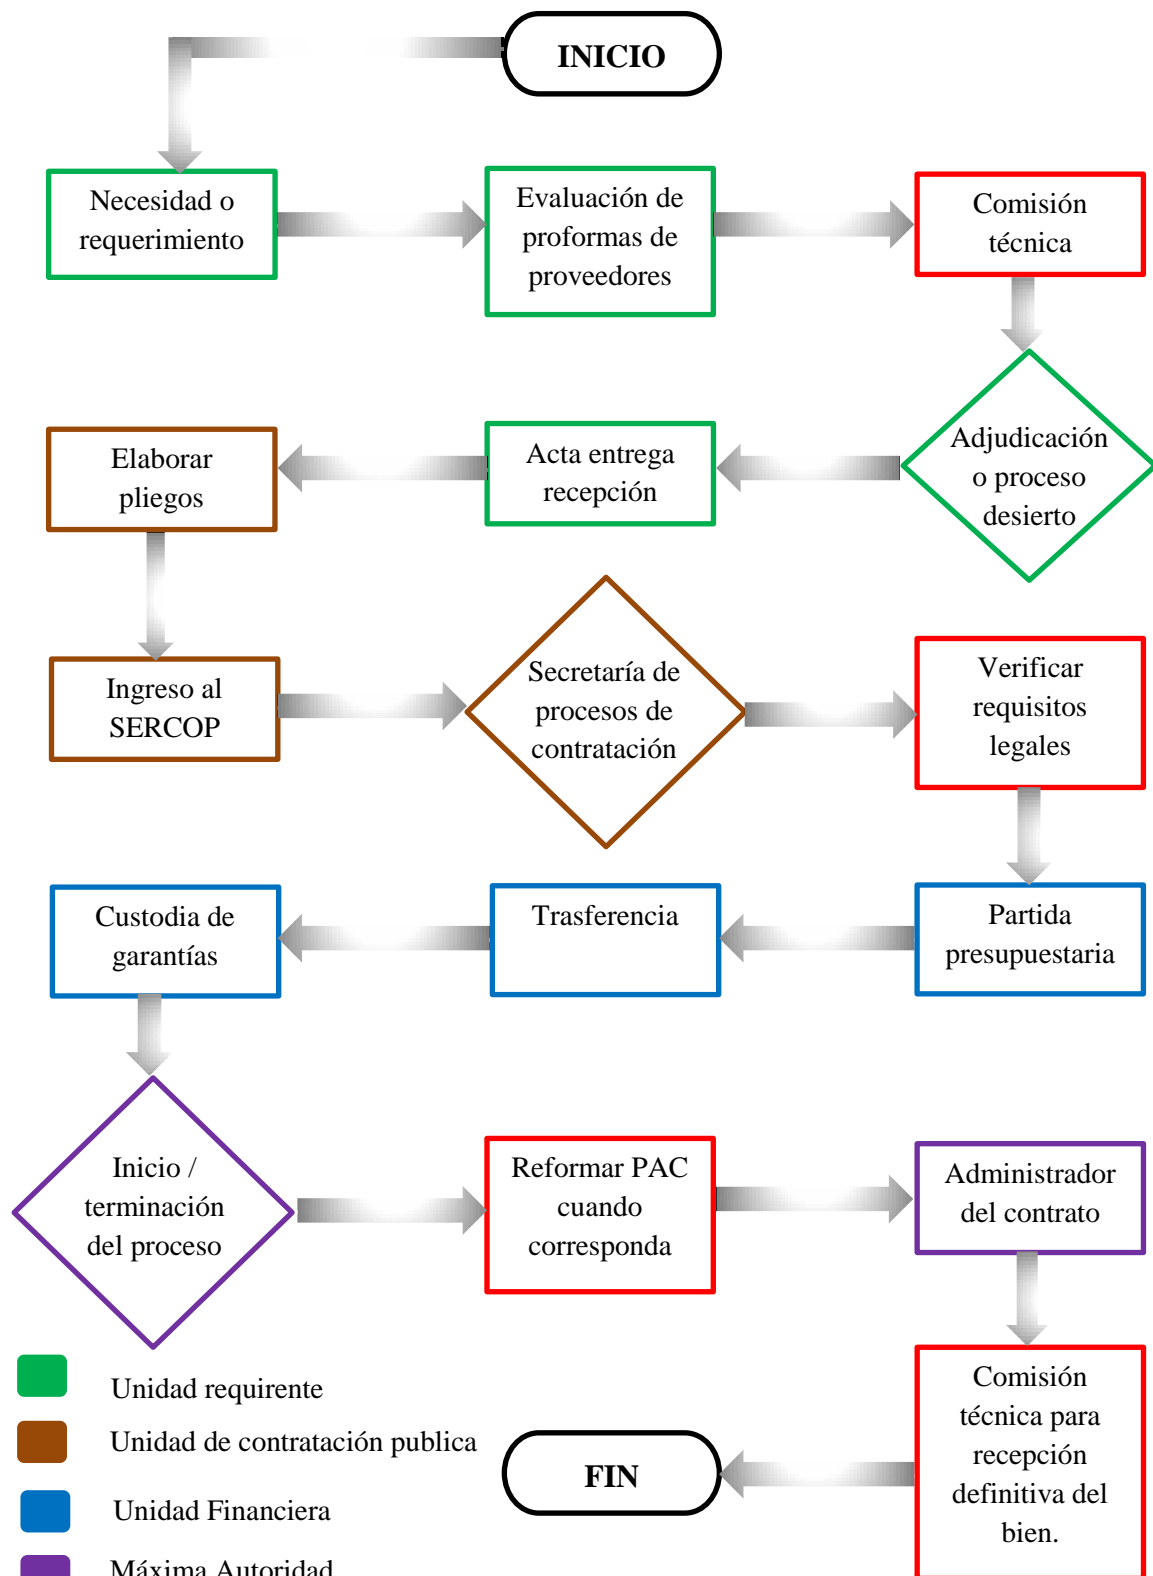 INICIO
Necesidad o
requerimiento
Evaluación de
proformas de
proveedores
Comisión
técnica
Adjudicación
o proceso
desierto
Acta entrega
recepción
Elaborar
pliegos
Ingreso al
SERCOP
Secretaría de
procesos de
contratación
Verificar
requisitos
legales
Partida
presupuestaria
Trasferencia
Custodia de
garantías
Inicio /
terminación
del proceso
Reformar PAC
cuando
corresponda
Administrador
del contrato
Comisión
técnica para
recepción
definitiva del
bien.
FIN
Unidad requirente
Unidad de contratación publica
Unidad Financiera
Máxima Autoridad